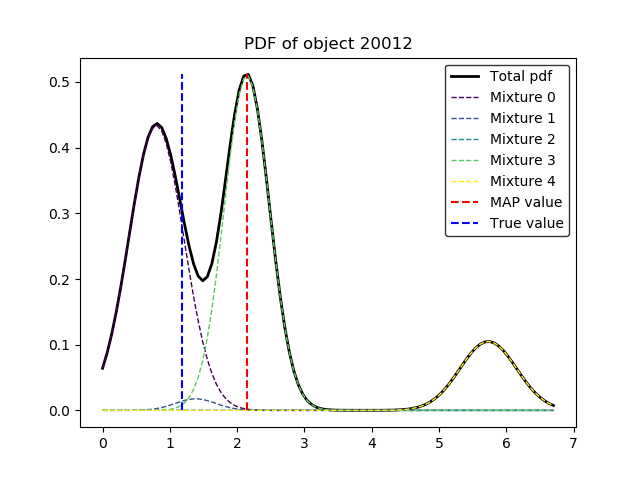 PDF of object 20012
Total pdf
Mixture 0
Mixture 1
Mixture 2
Mixture 3
Mixture 4
MAP value
True value
0.5
0.4
0.3
0.2
0.1
0.0
0 1 2 3 4 5 6 7